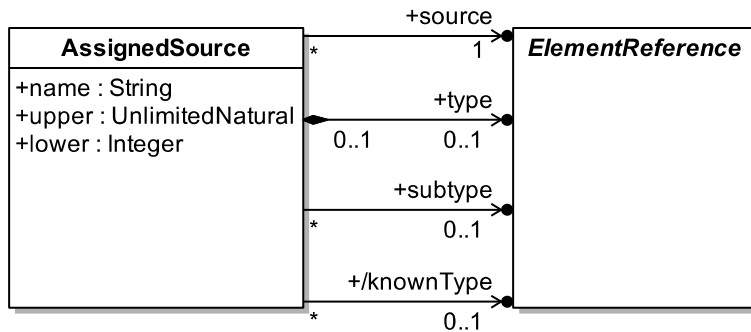 AssignedSource
+name : String
+upper : UnlimitedNatural
+lower : Integer
+source
* 1
+type
0..1 0..1
+subtype
* 0..1
+/knownType
* 0..1
ElementReference